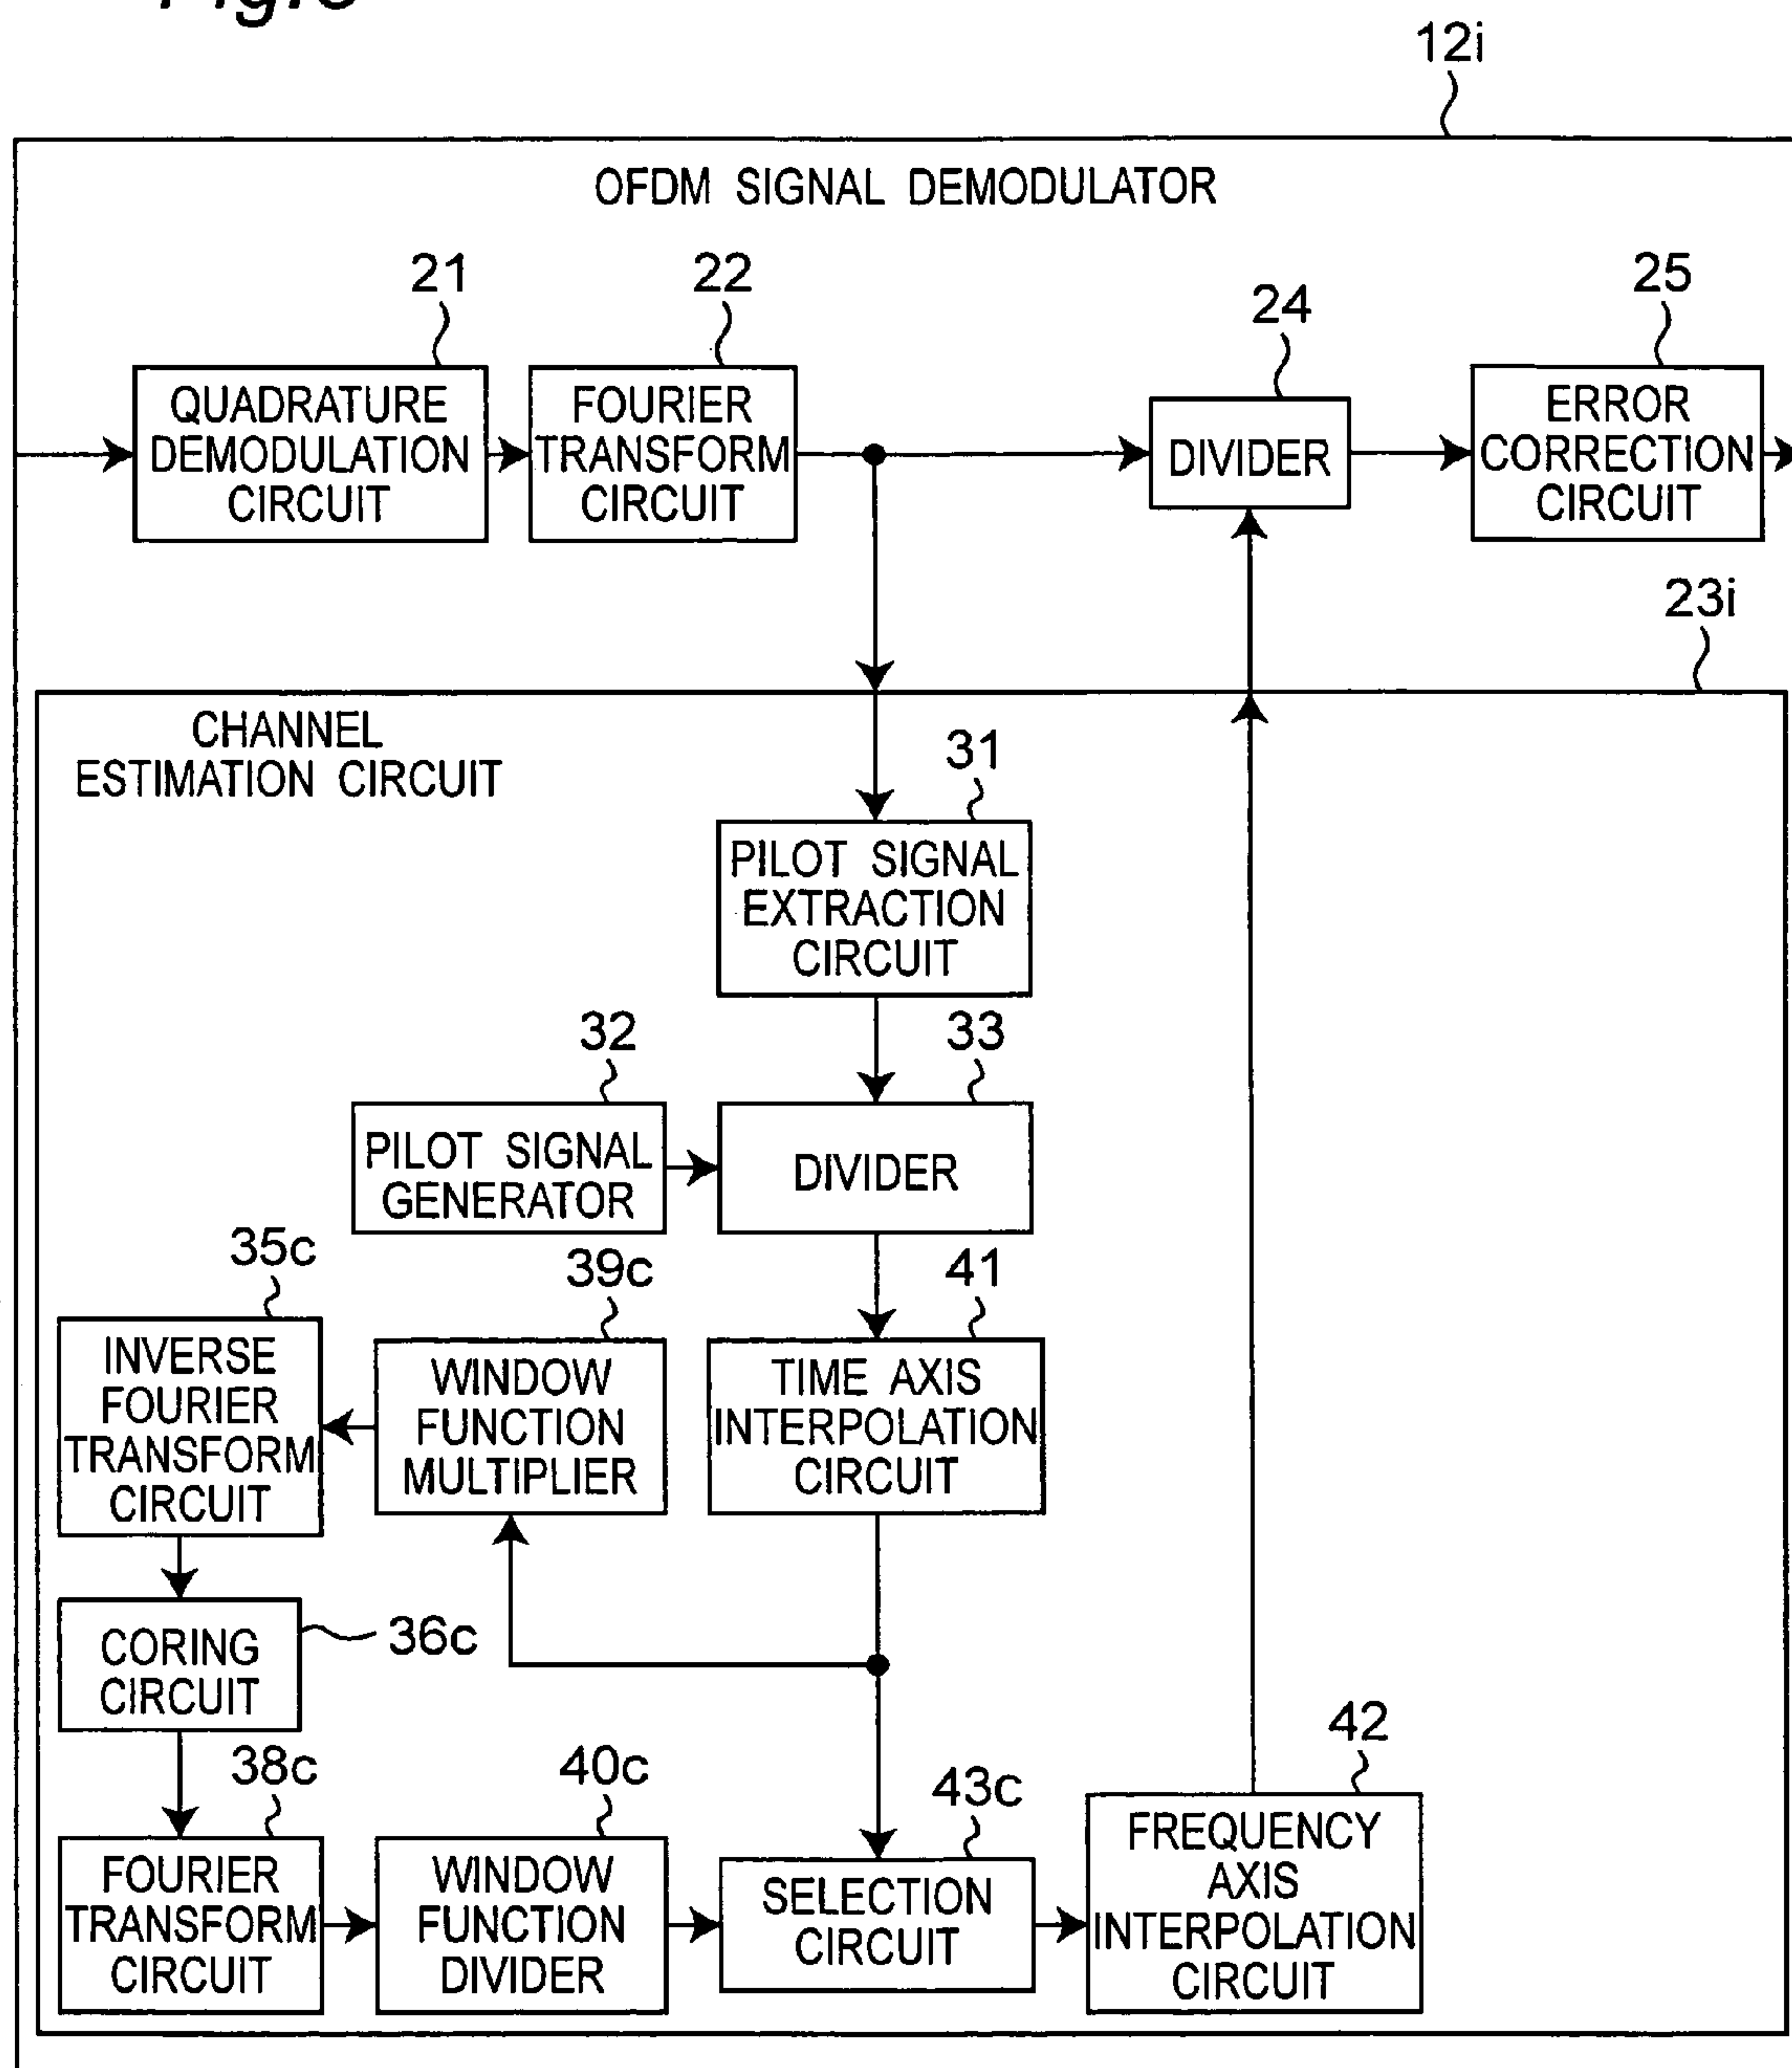 12i
OFDM SIGNAL DEMODULATOR
21
22
24
25
QUADRATURE
DEMODULATION
CIRCUIT
FOURIER
TRANSFORM
CIRCUIT
DIVIDER
ERROR
CORRECTION
CIRCUIT
23i
CHANNEL
ESTIMATION CIRCUIT
31
PILOT SIGNAL
EXTRACTION
CIRCUIT
32
33
PILOT SIGNAL
GENERATOR
DIVIDER
35c
39c
41
INVERSE
FOURIER
TRANSFORM
CIRCUIT
WINDOW
FUNCTION
MULTIPLIER
TIME AXIS
INTERPOLATION
CIRCUIT
CORING
CIRCUIT
36c
38c
40c
43c
42
FOURIER
TRANSFORM
CIRCUIT
WINDOW
FUNCTION
DIVIDER
SELECTION
CIRCUIT
FREQUENCY
AXIS
INTERPOLATION
CIRCUIT